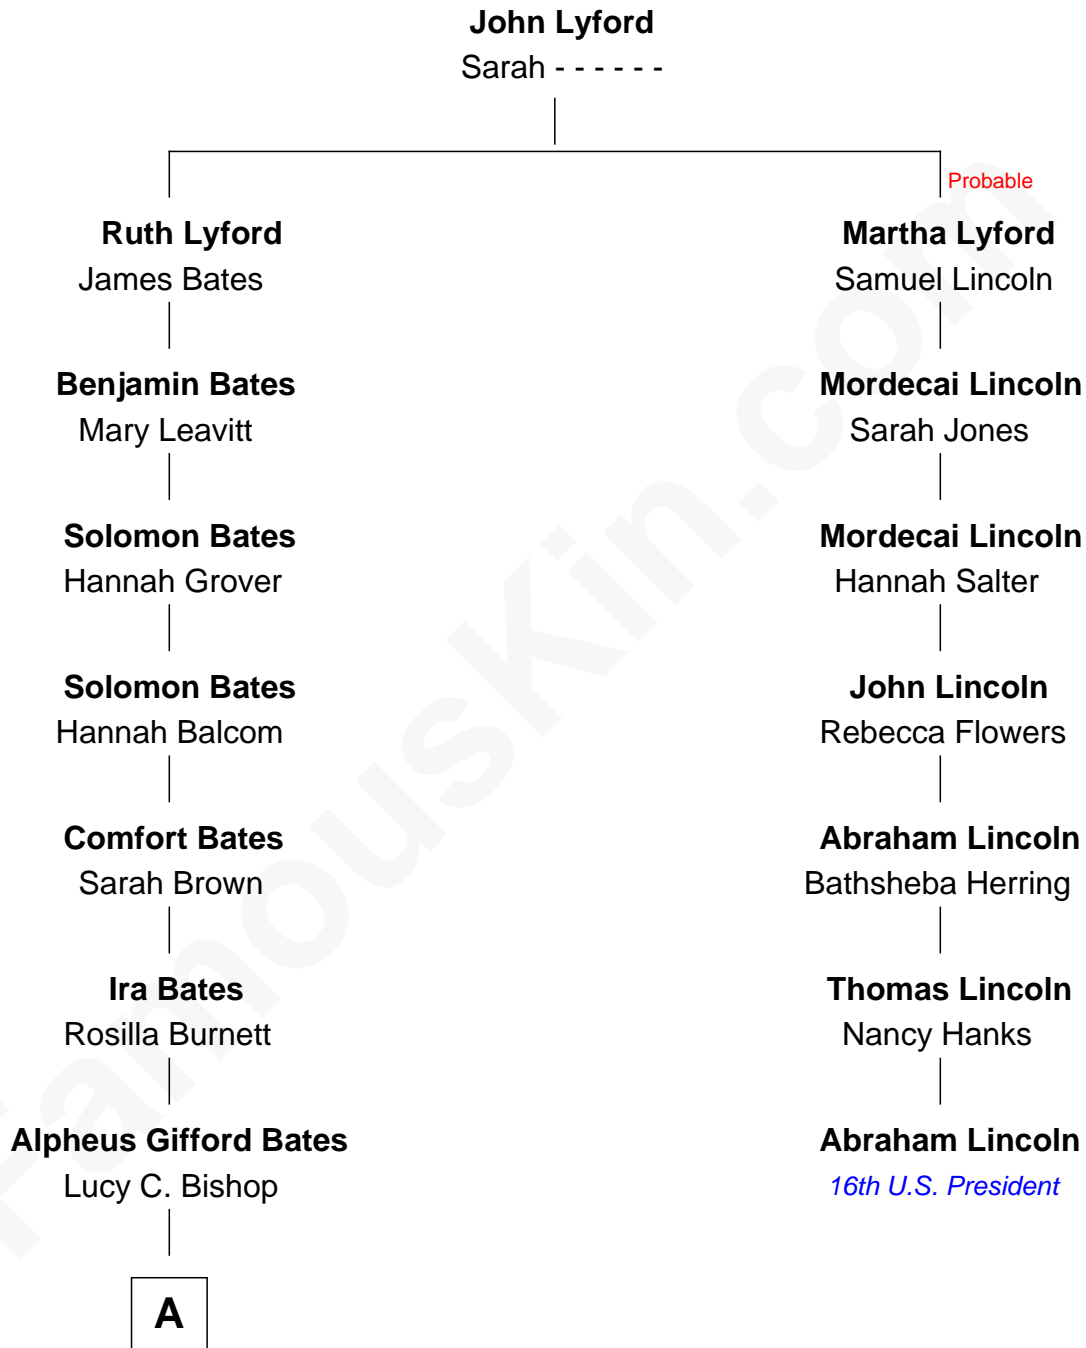 John Lyford
Sarah - - - - - -
Probable
Ruth Lyford
James Bates
Martha Lyford
Samuel Lincoln
Benjamin Bates
Mary Leavitt
Mordecai Lincoln
Sarah Jones
Solomon Bates
Hannah Grover
Mordecai Lincoln
Hannah Salter
Solomon Bates
Hannah Balcom
John Lincoln
Rebecca Flowers
Comfort Bates
Sarah Brown
Abraham Lincoln
Bathsheba Herring
Ira Bates
Rosilla Burnett
Thomas Lincoln
Nancy Hanks
Alpheus Gifford Bates
Lucy C. Bishop
Abraham Lincoln
16th U.S. President
A
FamousKin.com